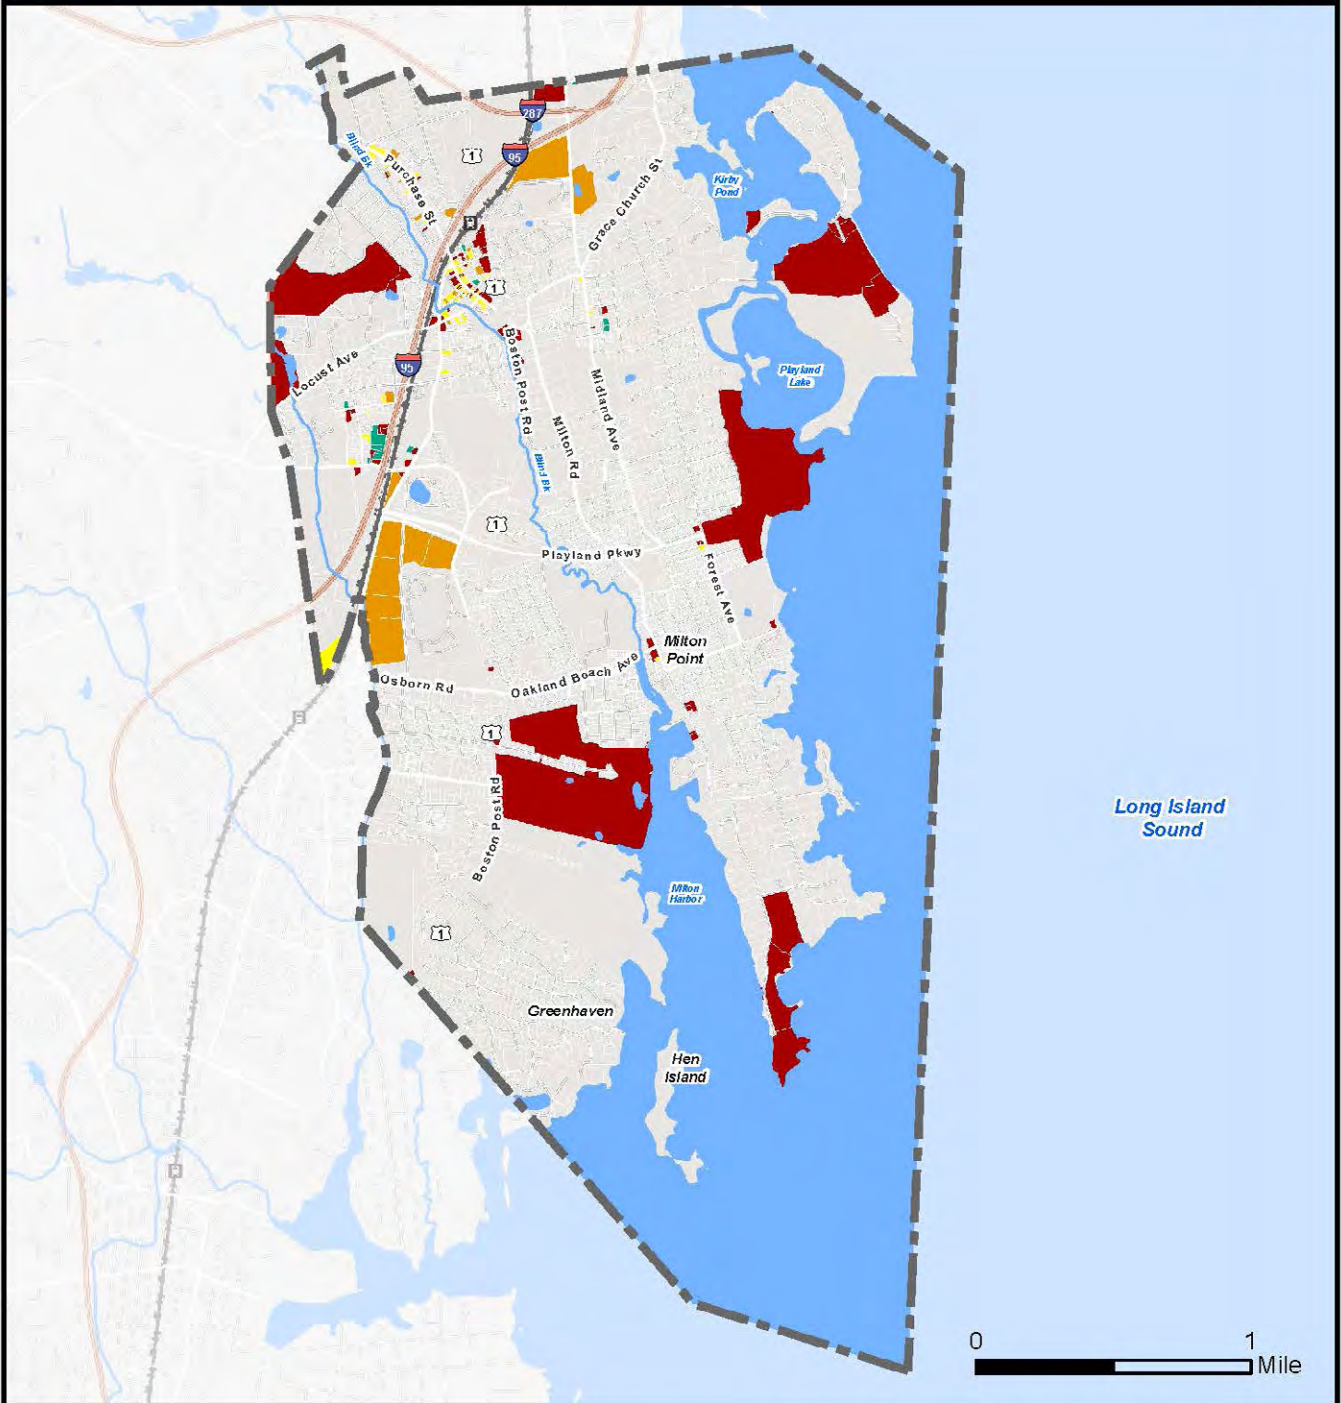 287
Blind Bk
1
95
Purchase St
Grace Church St
Kirby
Pond
1
Locust Ave
95
Boston Post Rd
Midland Ave
Milton Rd
Playland
Lake
Blind Bk
1
Playland Pkwy
Forest Ave
Milton
Point
Osborn Rd
Oakland Beach Ave
1
Boston Post Rd
Long Island
Sound
Milton
Harbor
1
Greenhaven
Hen
Island
0 1
Mile